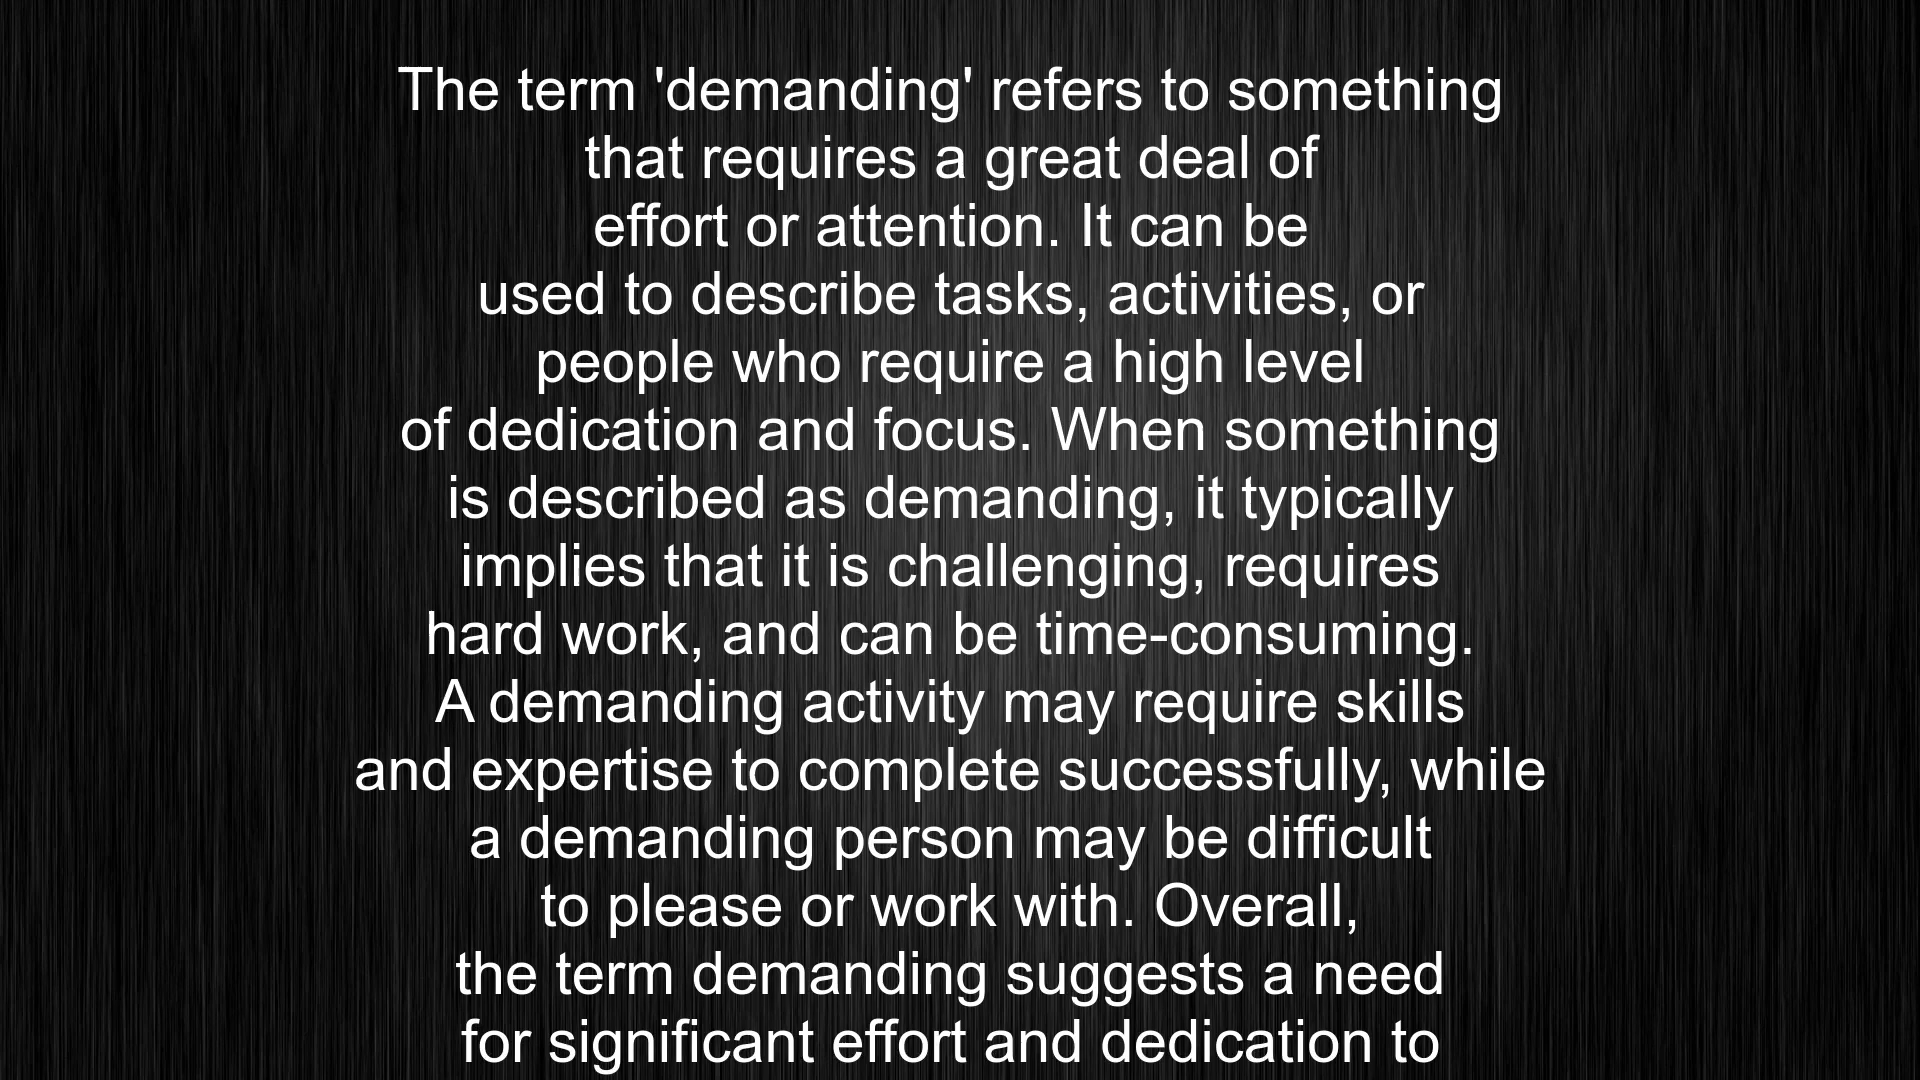 The term 'demanding' refers to something
that requires a great deal of
effort or attention. It can be
used to describe tasks, activities, or
people who require a high level
of dedication and focus. When something
is described as demanding, it typically
implies that it is challenging, requires
hard work, and can be time-consuming.
A demanding activity may require skills
and expertise to complete successfully, while
a demanding person may be difficult
to please or work with. Overall,
the term demanding suggests a need
for significant effort and dedication to